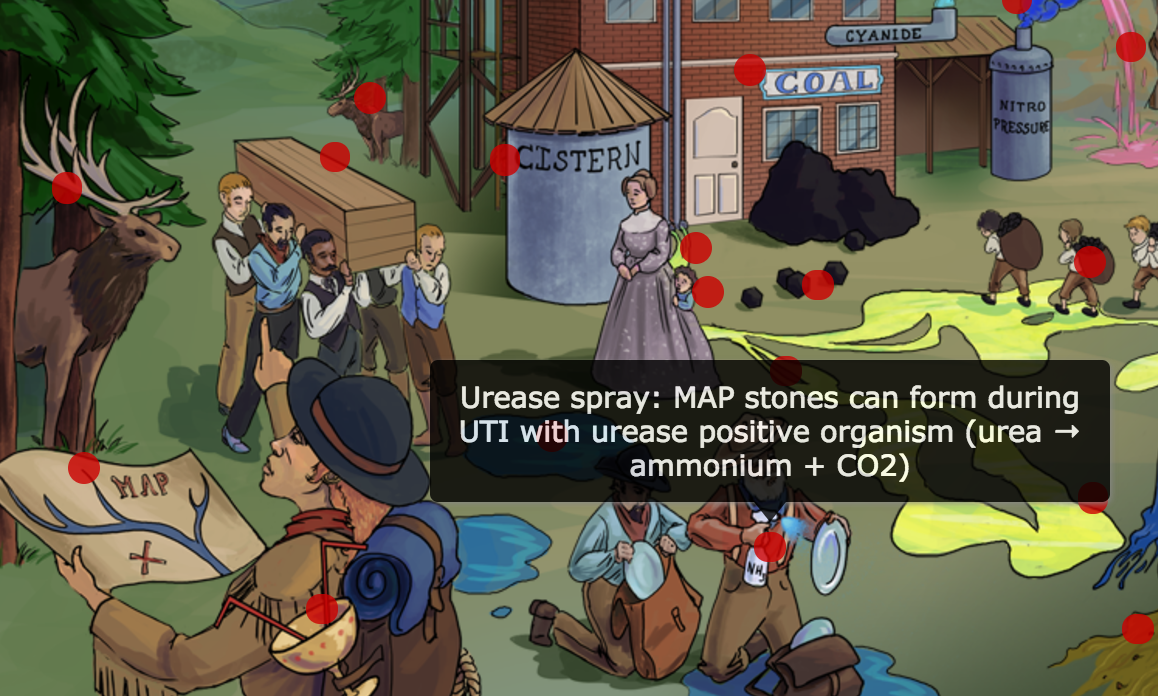 CYANIDE
COAL
NITRO
PRESSURE
CISTERN
Urease spray: MAP stones can form during
UTI with urease positive organism (urea →
ammonium + CO2)
MAP
NH3